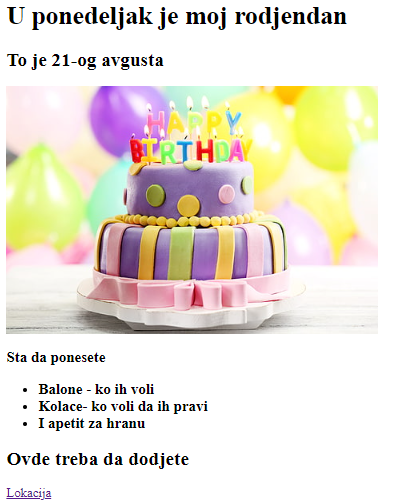 U ponedeljak je moj rodjendan
To je 21-og avgusta
HAPPY
BIRTHDAY
Sta da ponesete
Balone - ko ih voli
Kolace- ko voli da ih pravi
I apetit za hranu
Ovde treba da dodjete
Lokacija